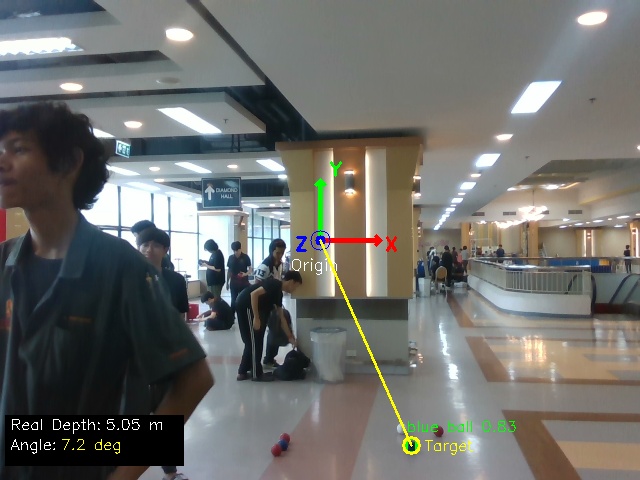 DIAMOND
HALL
Y
Z
X
Origin
blue ball 0.83
Target
Real Depth: 5.05 m
Angle: 7.2 deg